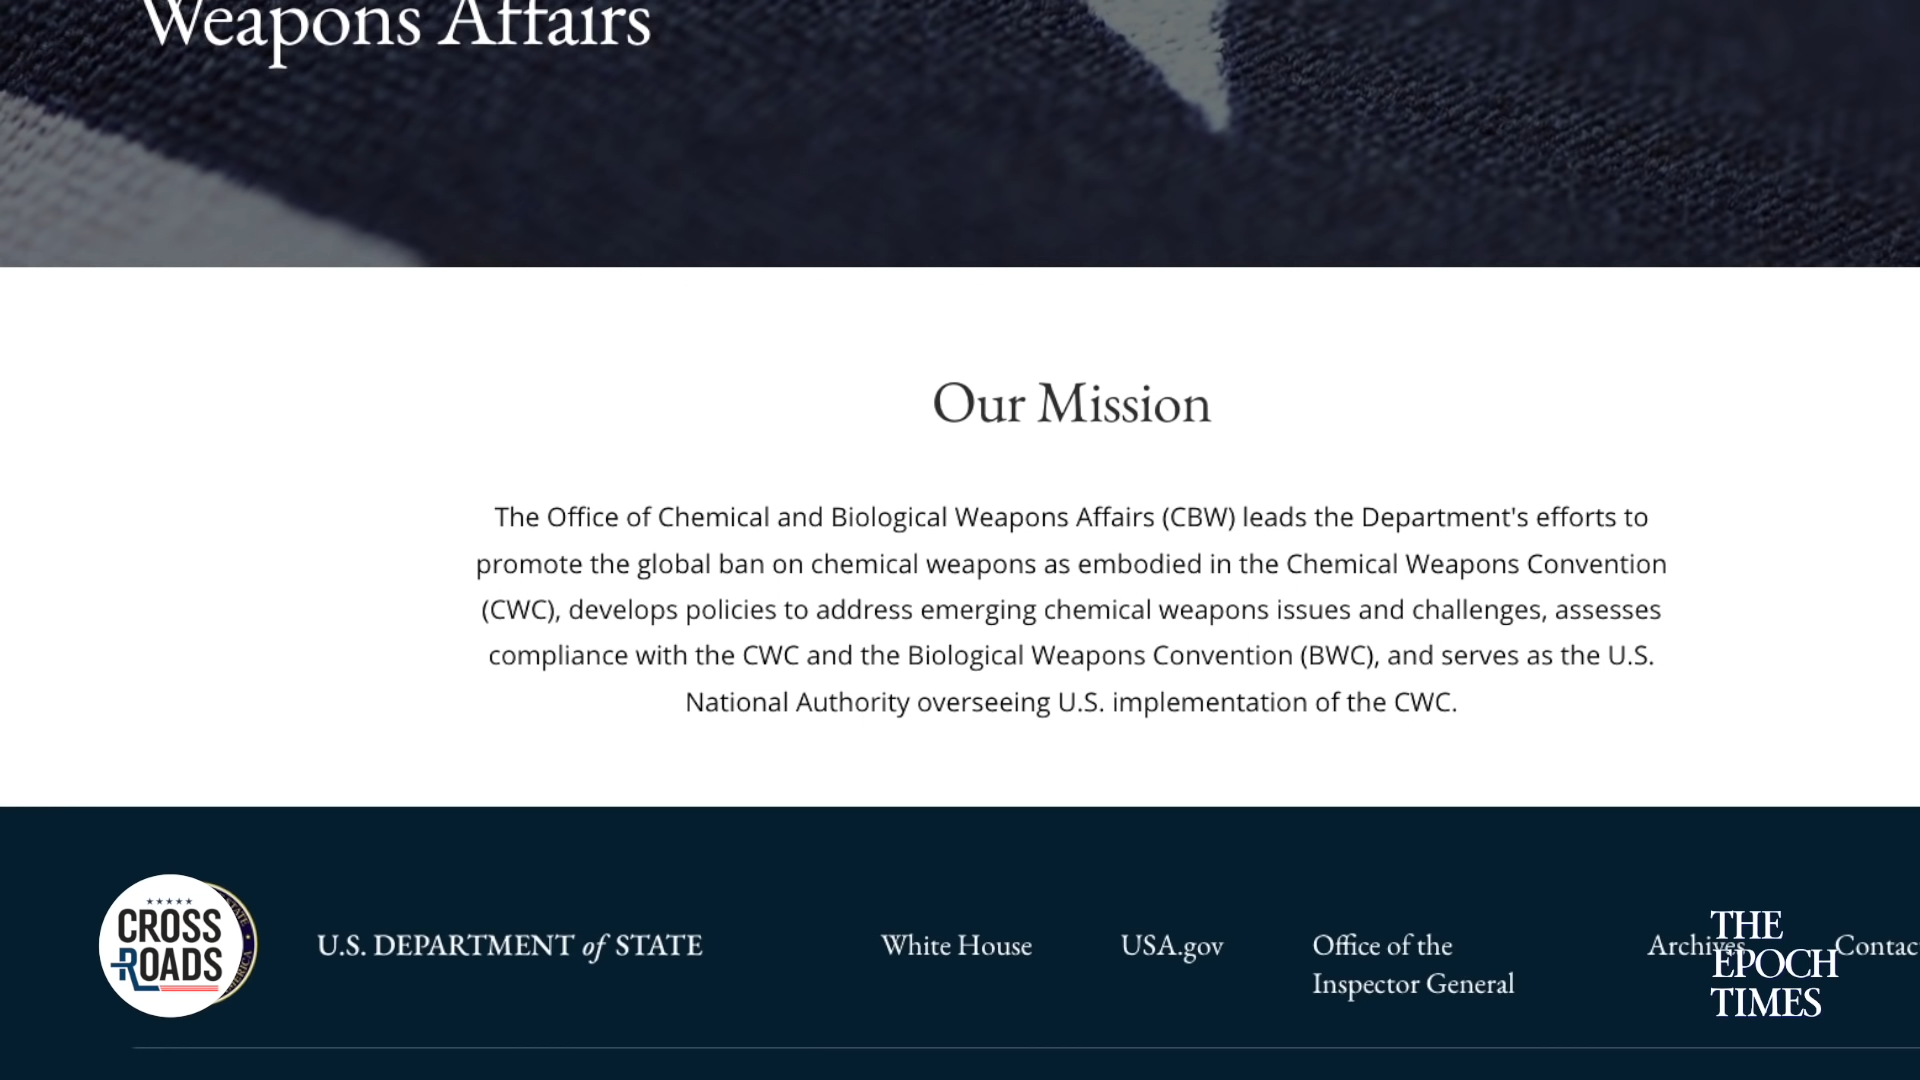 Weapons Affairs
Our Mission
The Office of Chemical and Biological Weapons Affairs (CBW) leads the Department's efforts to
promote the global ban on chemical weapons as embodied in the Chemical Weapons Convention
(CWC), develops policies to address emerging chemical weapons issues and challenges, assesses
compliance with the CWC and the Biological Weapons Convention (BWC), and serves as the U.S.
National Authority overseeing U.S. implementation of the CWC.
CROSS
ROADS
U.S. DEPARTMENT of STATE
White House
USA.gov
Office of the
Inspector General
Archives
Contac
THE
EPOCH
TIMES